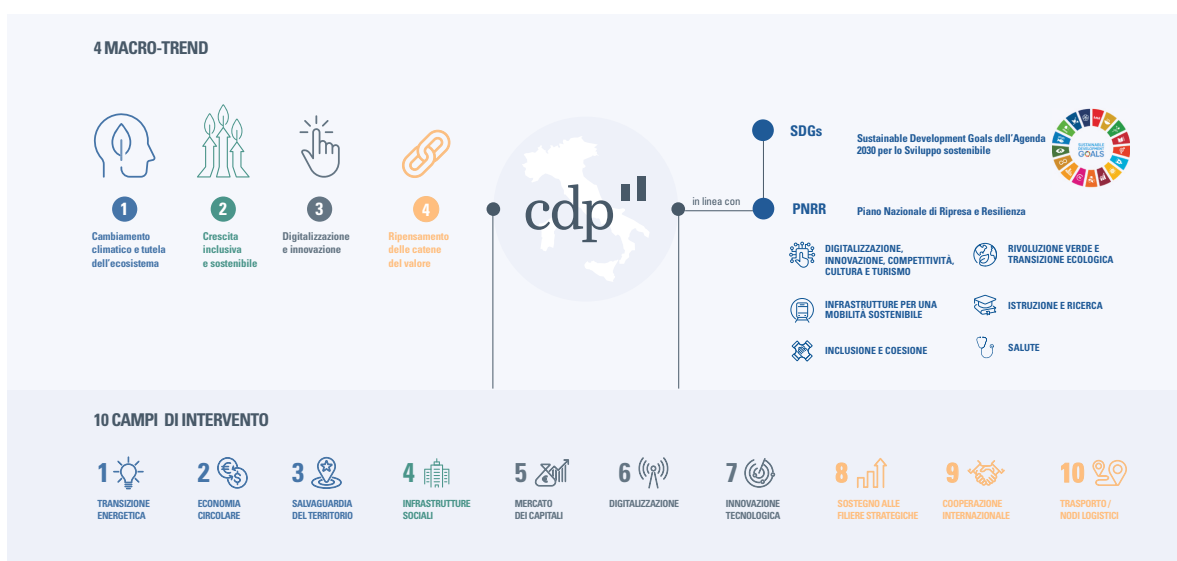 4 MACRO-TREND
1
Cambiamento
climatico e tutela
dell'ecosistema
2
Crescita
inclusiva
e sostenibile
3
Digitalizzazione
e innovazione
4
Ripensamento
delle catene
del valore
cdp
in linea con
SDGs
Sustainable Development Goals dell'Agenda
2030 per lo Sviluppo sostenibile
SUSTAINABLE
DEVELOPMENT
GOALS
PNRR
Piano Nazionale di Ripresa e Resilienza
DIGITALIZZAZIONE,
INNOVAZIONE, COMPETITIVITÀ,
CULTURA E TURISMO
RIVOLUZIONE VERDE E
TRANSIZIONE ECOLOGICA
INFRASTRUTTURE PER UNA
MOBILITÀ SOSTENIBILE
ISTRUZIONE E RICERCA
INCLUSIONE E COESIONE
SALUTE
10 CAMPI DI INTERVENTO
1
TRANSIZIONE
ENERGETICA
2
ECONOMIA
CIRCOLARE
3
SALVAGUARDIA
DEL TERRITORIO
4
INFRASTRUTTURE
SOCIALI
5
MERCATO
DEI CAPITALI
6
DIGITALIZZAZIONE
7
INNOVAZIONE
TECNOLOGICA
8
SOSTEGNO ALLE
FILIERE STRATEGICHE
9
COOPERAZIONE
INTERNAZIONALE
10
TRASPORTO/
NODI LOGISTICI